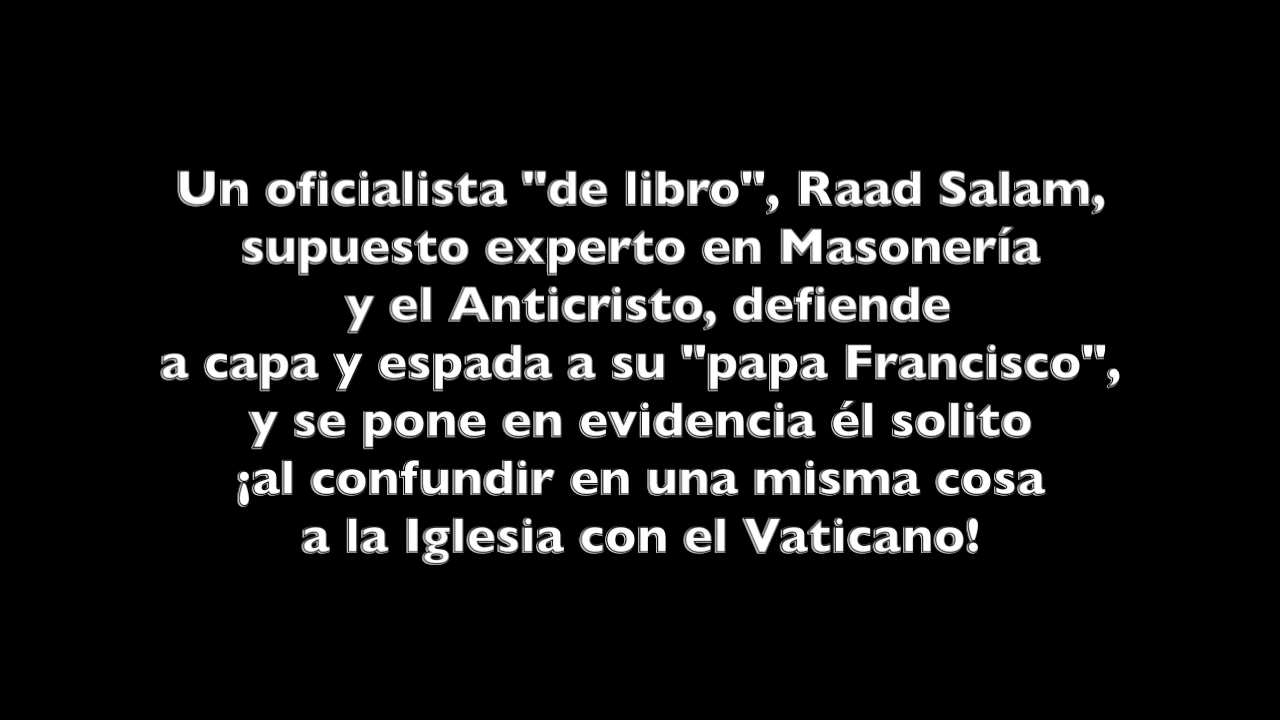 Un oficialista "de libro", Raad Salam,
supuesto experto en Masonería
y el Anticristo, defiende
a capa y espada a su "papa Francisco",
y se pone en evidencia él solito
¡al confundir en una misma cosa
a la Iglesia con el Vaticano!